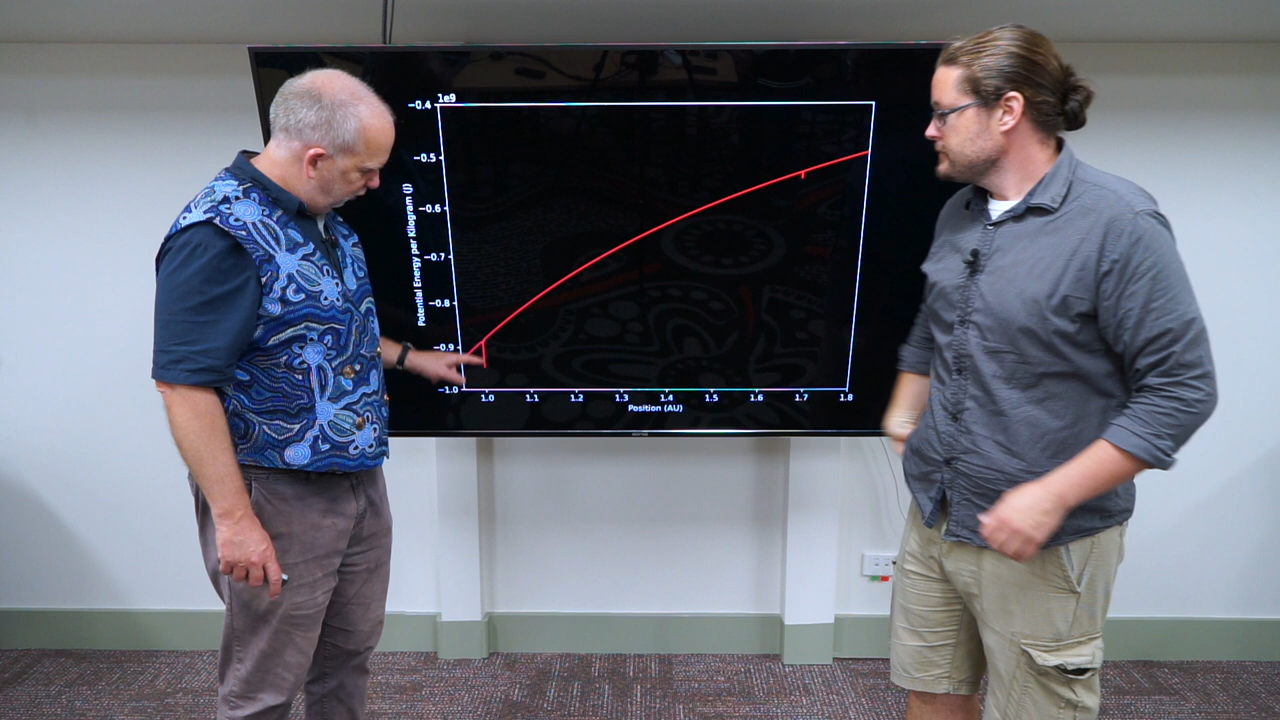 1e9
−0.4
−0.5
−0.6
−0.7
−0.8
−0.9
−1.0
Potential Energy per Kilogram (J)
1.0 1.1 1.2 1.3 1.4 1.5 1.6 1.7 1.8
Position (AU)